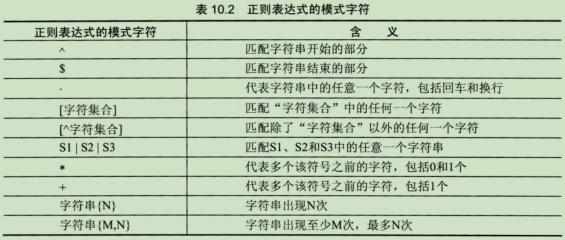 表 10.2 正则表达式的模式字符
正则表达式的模式字符 含 义
^ 匹配字符串开始的部分
$ 匹配字符串结束的部分
. 代表字符串中的任意一个字符，包括回车和换行
[字符集合] 匹配“字符集合”中的任何一个字符
[^字符集合] 匹配除了“字符集合”以外的任何一个字符
S1 | S2 | S3 匹配S1、S2和S3中的任意一个字符串
* 代表多个该符号之前的字符，包括0和1个
+ 代表多个该符号之前的字符，包括1个
字符串{N} 字符串出现N次
字符串{M,N} 字符串出现至少M次，最多N次